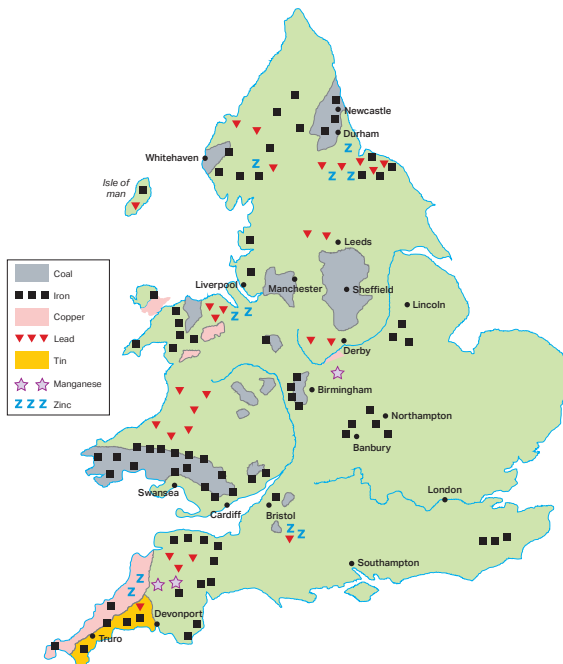 Newcastle
Durham
Whitehaven
Isle of
man
Leeds
Liverpool
Manchester
Sheffield
Lincoln
Coal
Iron
Copper
Lead
Tin
Manganese
Z Z Z Zinc
Derby
Birmingham
Northampton
Banbury
Swansea
Cardiff
Bristol
London
Southampton
Devonport
Truro
Z
Z
Z Z
Z Z
Z Z
Z
Z